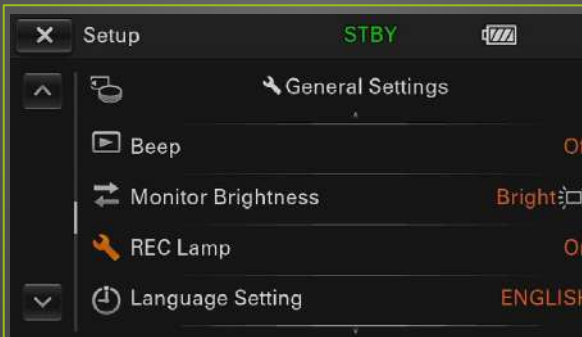 Setup STBY
General Settings
Beep
Monitor Brightness Bright
REC Lamp
Language Setting ENGLISH